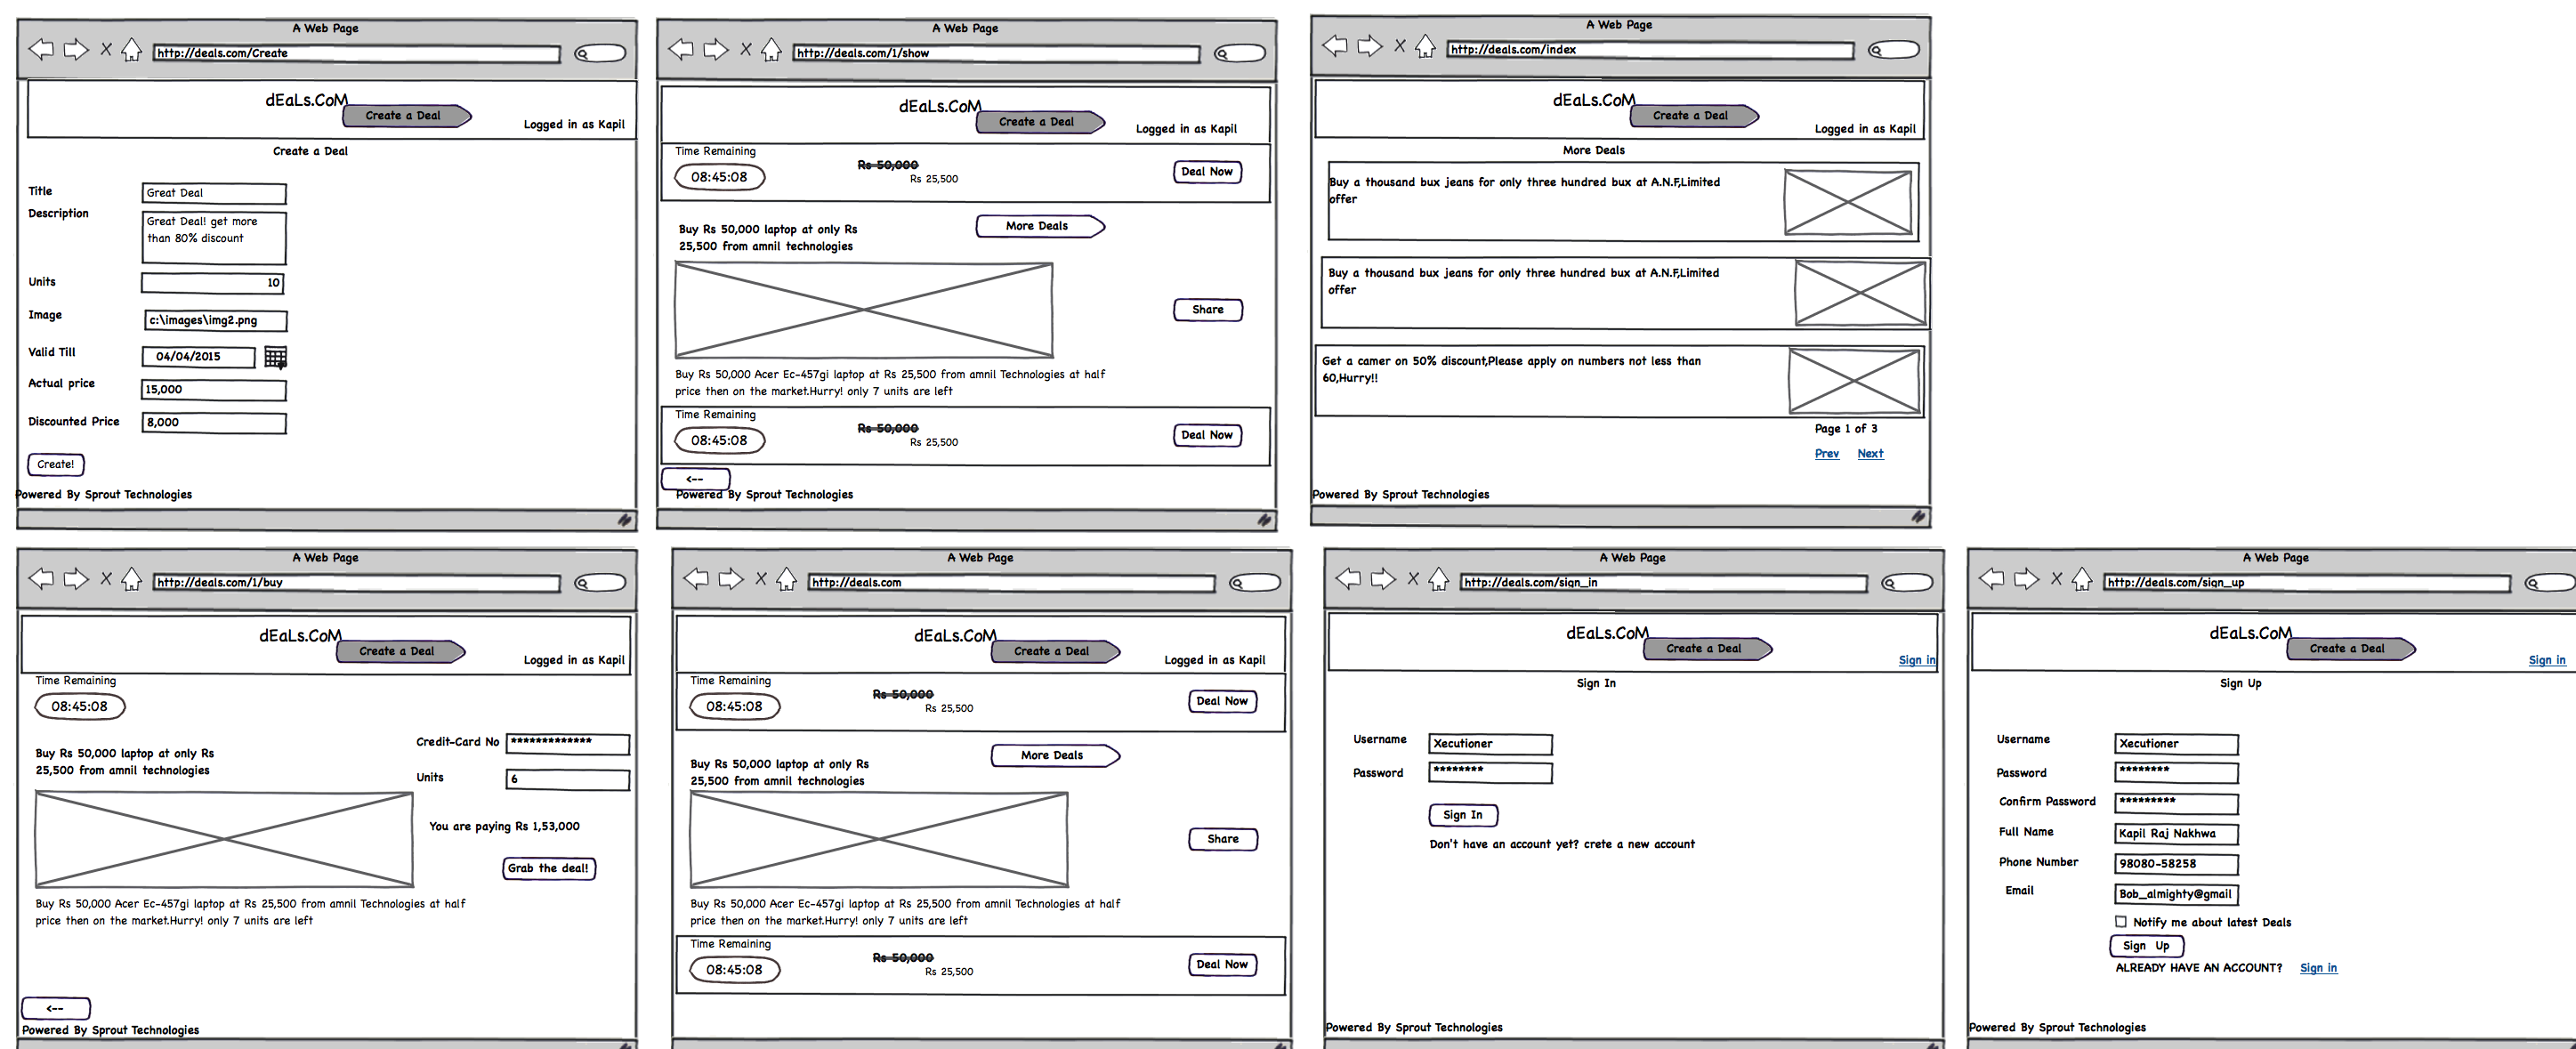 A Web Page
http://deals.com/Create
dEaLs.CoM
Create a Deal
Logged in as Kapil
Create a Deal
Title
Great Deal
Description
Great Deal! get more
than 80% discount
Units
10
Image
c:\images\img2.png
Valid Till
04/04/2015
Actual price
15,000
Discounted Price
8,000
Create!
Powered By Sprout Technologies
A Web Page
http://deals.com/1/show
dEaLs.CoM
Create a Deal
Logged in as Kapil
Time Remaining
08:45:08
Rs 50,000
Rs 25,500
Deal Now
More Deals
Buy Rs 50,000 laptop at only Rs
25,500 from amnil technologies
Share
Buy Rs 50,000 Acer Ec-457gi laptop at Rs 25,500 from amnil Technologies at half
price then on the market.Hurry! only 7 units are left
Time Remaining
08:45:08
Rs 50,000
Rs 25,500
Deal Now
<--
Powered By Sprout Technologies
A Web Page
http://deals.com/index
dEaLs.CoM
Create a Deal
Logged in as Kapil
More Deals
Buy a thousand bux jeans for only three hundred bux at A.N.F,Limited
offer
Buy a thousand bux jeans for only three hundred bux at A.N.F,Limited
offer
Get a camer on 50% discount,Please apply on numbers not less than
60,Hurry!!
Page 1 of 3
Prev Next
Powered By Sprout Technologies
A Web Page
http://deals.com/1/buy
dEaLs.CoM
Create a Deal
Logged in as Kapil
Time Remaining
08:45:08
Credit-Card No
*************
Buy Rs 50,000 laptop at only Rs
25,500 from amnil technologies
Units
6
You are paying Rs 1,53,000
Grab the deal!
Buy Rs 50,000 Acer Ec-457gi laptop at Rs 25,500 from amnil Technologies at half
price then on the market.Hurry! only 7 units are left
<--
Powered By Sprout Technologies
A Web Page
http://deals.com
dEaLs.CoM
Create a Deal
Logged in as Kapil
Time Remaining
08:45:08
Rs 50,000
Rs 25,500
Deal Now
More Deals
Buy Rs 50,000 laptop at only Rs
25,500 from amnil technologies
Share
Buy Rs 50,000 Acer Ec-457gi laptop at Rs 25,500 from amnil Technologies at half
price then on the market.Hurry! only 7 units are left
Time Remaining
08:45:08
Rs 50,000
Rs 25,500
Deal Now
A Web Page
http://deals.com/sign_in
dEaLs.CoM
Create a Deal
Sign in
Sign In
Username
Xecutioner
Password
********
Sign In
Don't have an account yet? crete a new account
Powered By Sprout Technologies
A Web Page
http://deals.com/sign_up
dEaLs.CoM
Create a Deal
Sign in
Sign Up
Username
Xecutioner
Password
********
Confirm Password
*********
Full Name
Kapil Raj Nakhwa
Phone Number
98080-58258
Email
Bob_almighty@gmail
Notify me about latest Deals
Sign Up
ALREADY HAVE AN ACCOUNT? Sign in
Powered By Sprout Technologies